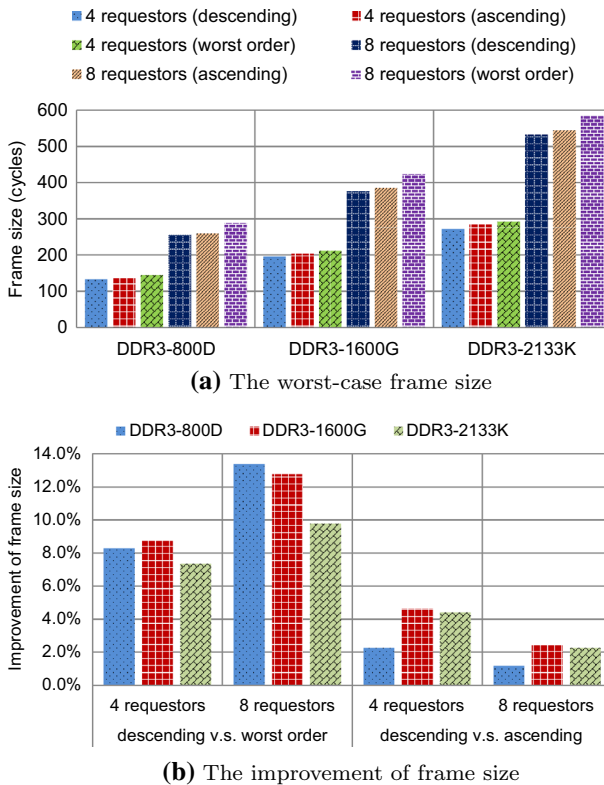 4 requestors (descending) 4 requestors (ascending)
4 requestors (worst order) 8 requestors (descending)
8 requestors (ascending) 8 requestors (worst order)
600
500
400
300
200
100
0
Frame size (cycles)
DDR3-800D DDR3-1600G DDR3-2133K
(a) The worst-case frame size
DDR3-800D DDR3-1600G DDR3-2133K
14.0%
12.0%
10.0%
8.0%
6.0%
4.0%
2.0%
0.0%
Improvement of frame size
4 requestors 8 requestors 4 requestors 8 requestors
descending v.s. worst order descending v.s. ascending
(b) The improvement of frame size